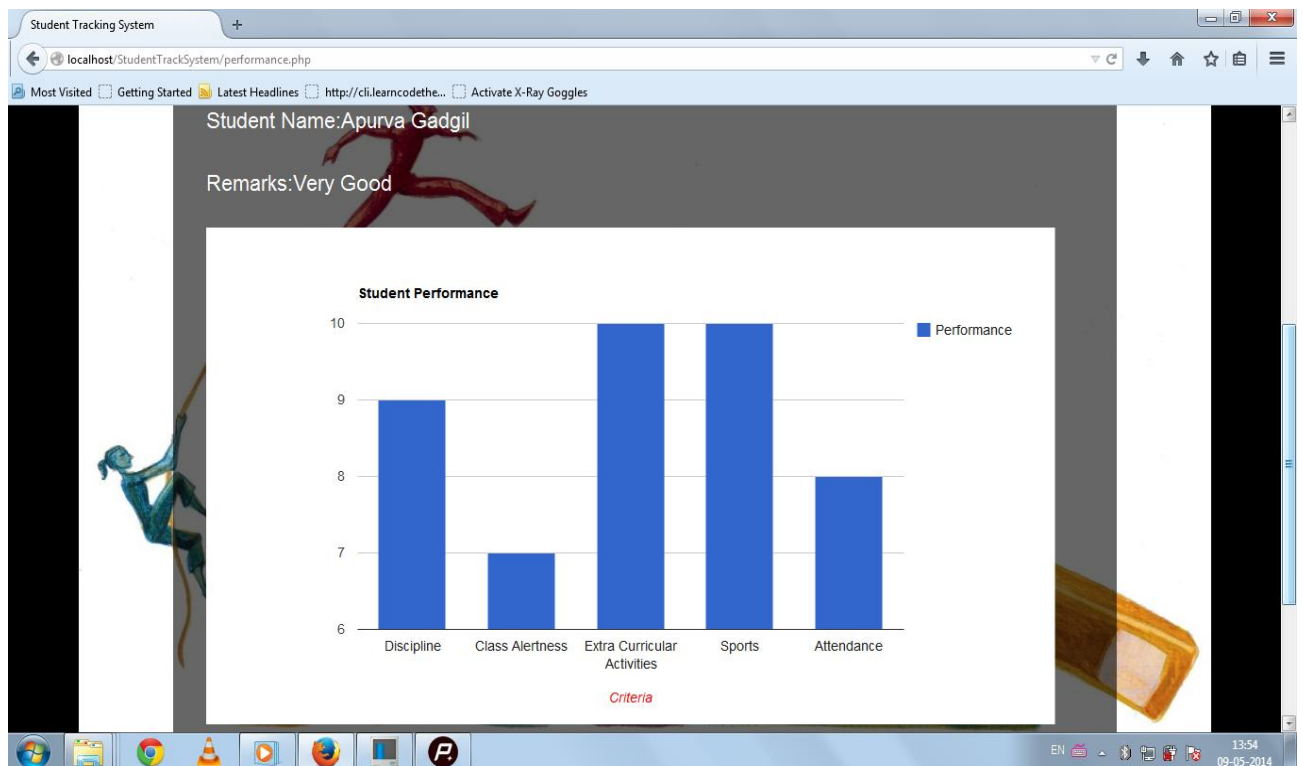 Student Tracking System
localhost/StudentTrackSystem/performance.php
Most Visited Getting Started Latest Headlines http://cli.learncodethe... Activate X-Ray Goggles
Student Name:Apurva Gadgil
Remarks:Very Good
Student Performance
Performance
10
9
8
7
6
Discipline Class Alertness Extra Curricular Activities Sports Attendance
Criteria
EN 13:54
09-05-2014